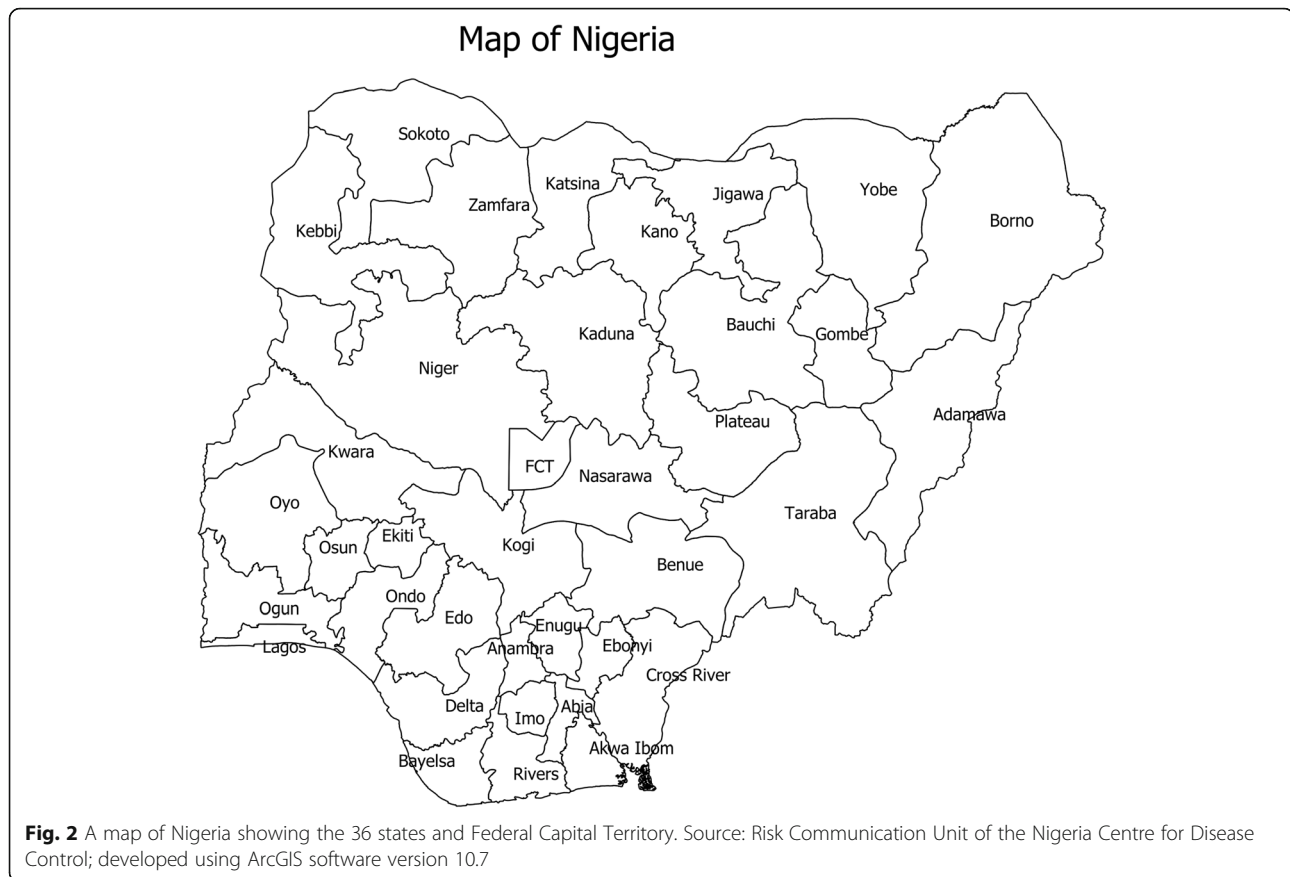 Map of Nigeria
Sokoto
Katsina
Jigawa
Yobe
Zamfara
Borno
Kebbi
Kano
Bauchi
Gombe
Kaduna
Niger
Adamawa
Plateau
Kwara
FCT
Nasarawa
Oyo
Taraba
Ekiti
Osun
Kogi
Benue
Ondo
Ogun
Edo
Enugu
Lagos
Anambra
Ebonyi
Cross River
Delta
Imo
Abia
Akwa Ibom
Bayelsa
Rivers
Fig. 2 A map of Nigeria showing the 36 states and Federal Capital Territory. Source: Risk Communication Unit of the Nigeria Centre for Disease
Control; developed using ArcGIS software version 10.7